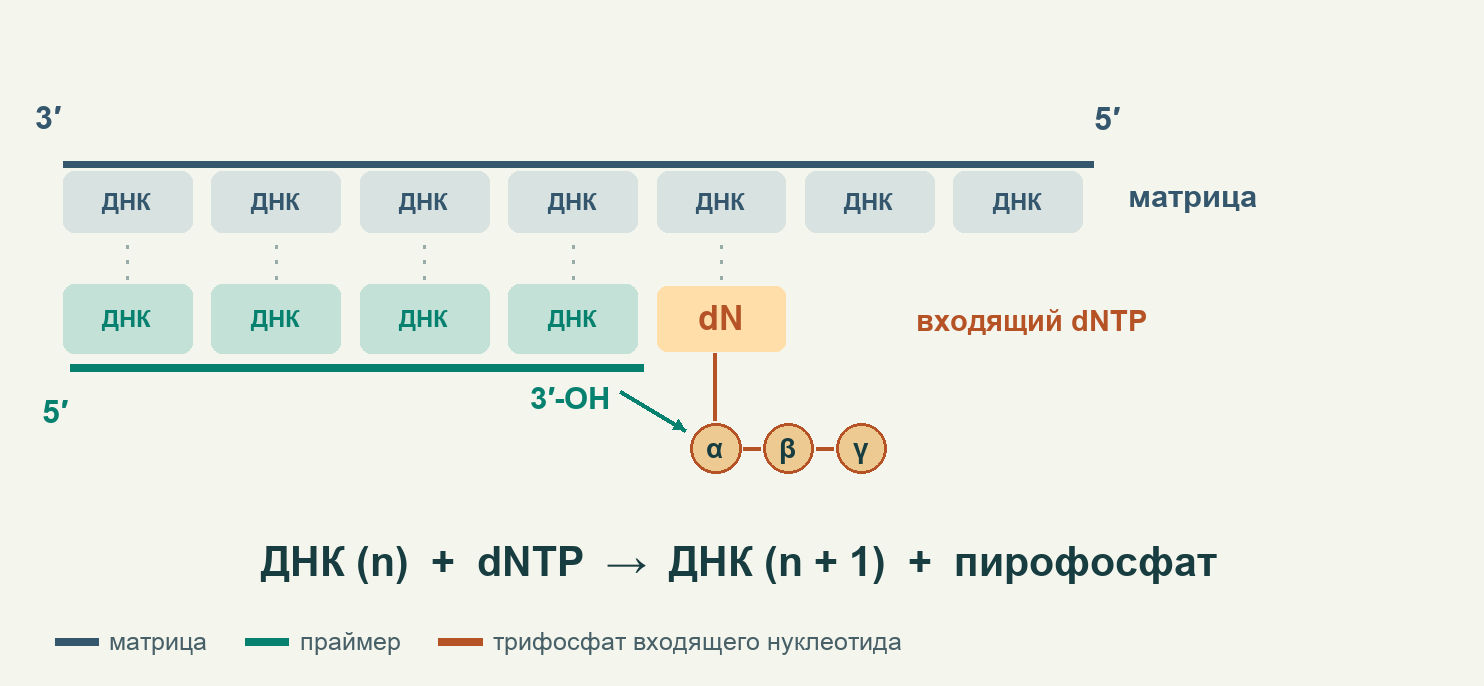 3′ 5′
ДНК ДНК ДНК ДНК ДНК ДНК ДНК матрица
ДНК ДНК ДНК ДНК dN входящий dNTP
5′ 3′-OH
α β γ
ДНК (n) + dNTP → ДНК (n + 1) + пирофосфат
матрица праймер трифосфат входящего нуклеотида